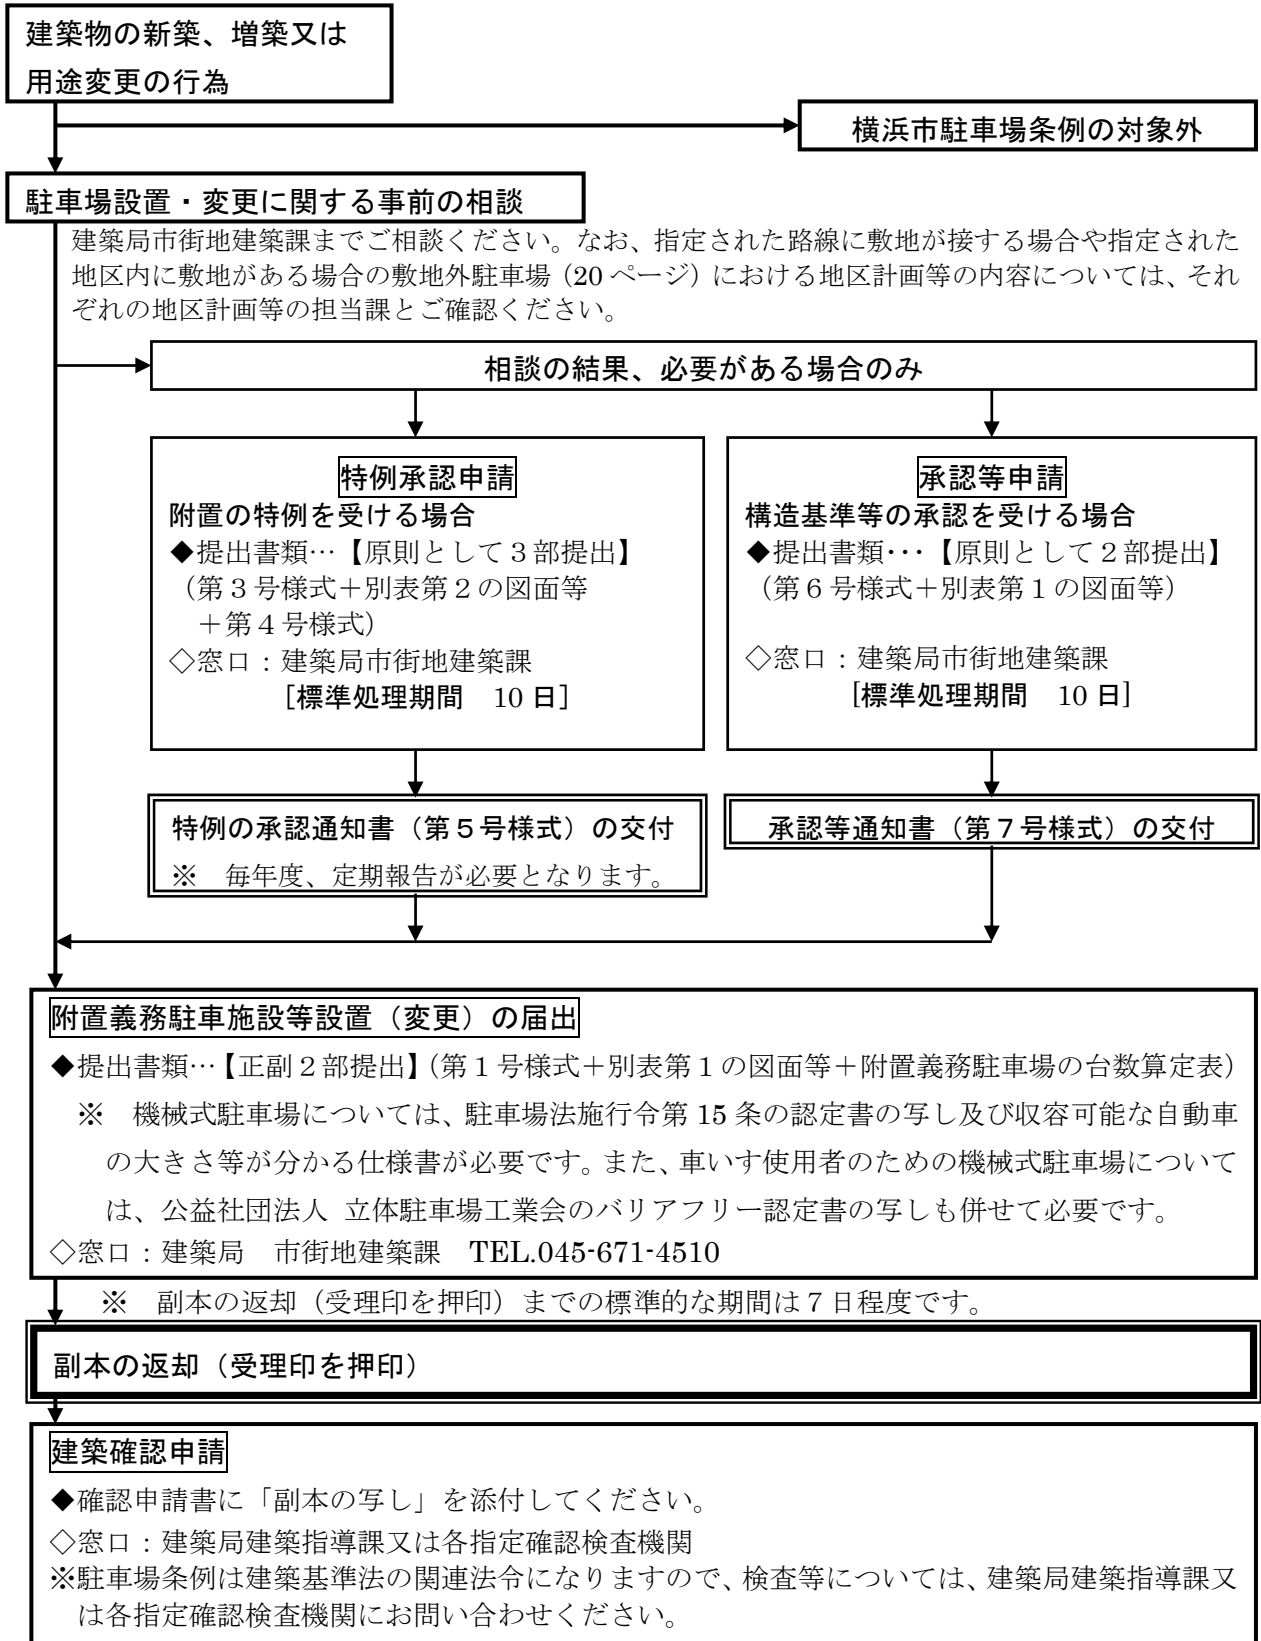 建築物の新築、増築又は
用途変更の行為
横浜市駐車場条例の対象外
駐車場設置・変更に関する事前の相談
建築局市街地建築課までご相談ください。なお、指定された路線に敷地が接する場合や指定された
地区内に敷地がある場合の敷地外駐車場（20 ページ）における地区計画等の内容については、それ
ぞれの地区計画等の担当課とご確認ください。
相談の結果、必要がある場合のみ
特例承認申請
附置の特例を受ける場合
◆提出書類…【原則として３部提出】
（第３号様式＋別表第２の図面等
＋第４号様式）
◇窓口：建築局市街地建築課
［標準処理期間　10 日］
承認等申請
構造基準等の承認を受ける場合
◆提出書類･･･【原則として２部提出】
（第６号様式＋別表第１の図面等）
◇窓口：建築局市街地建築課
[標準処理期間　10 日]
特例の承認通知書（第５号様式）の交付
※　毎年度、定期報告が必要となります。
承認等通知書（第７号様式）の交付
附置義務駐車施設等設置（変更）の届出
◆提出書類…【正副２部提出】（第１号様式＋別表第１の図面等＋附置義務駐車場の台数算定表）
※　機械式駐車場については、駐車場法施行令第 15 条の認定書の写し及び収容可能な自動車
の大きさ等が分かる仕様書が必要です。また、車いす使用者のための機械式駐車場について
は、公益社団法人 立体駐車場工業会のバリアフリー認定書の写しも併せて必要です。
◇窓口：建築局　市街地建築課　TEL.045-671-4510
※　副本の返却（受理印を押印）までの標準的な期間は７日程度です。
副本の返却（受理印を押印）
建築確認申請
◆確認申請書に「副本の写し」を添付してください。
◇窓口：建築局建築指導課又は各指定確認検査機関
※駐車場条例は建築基準法の関連法令になりますので、検査等については、建築局建築指導課又
は各指定確認検査機関にお問い合わせください。